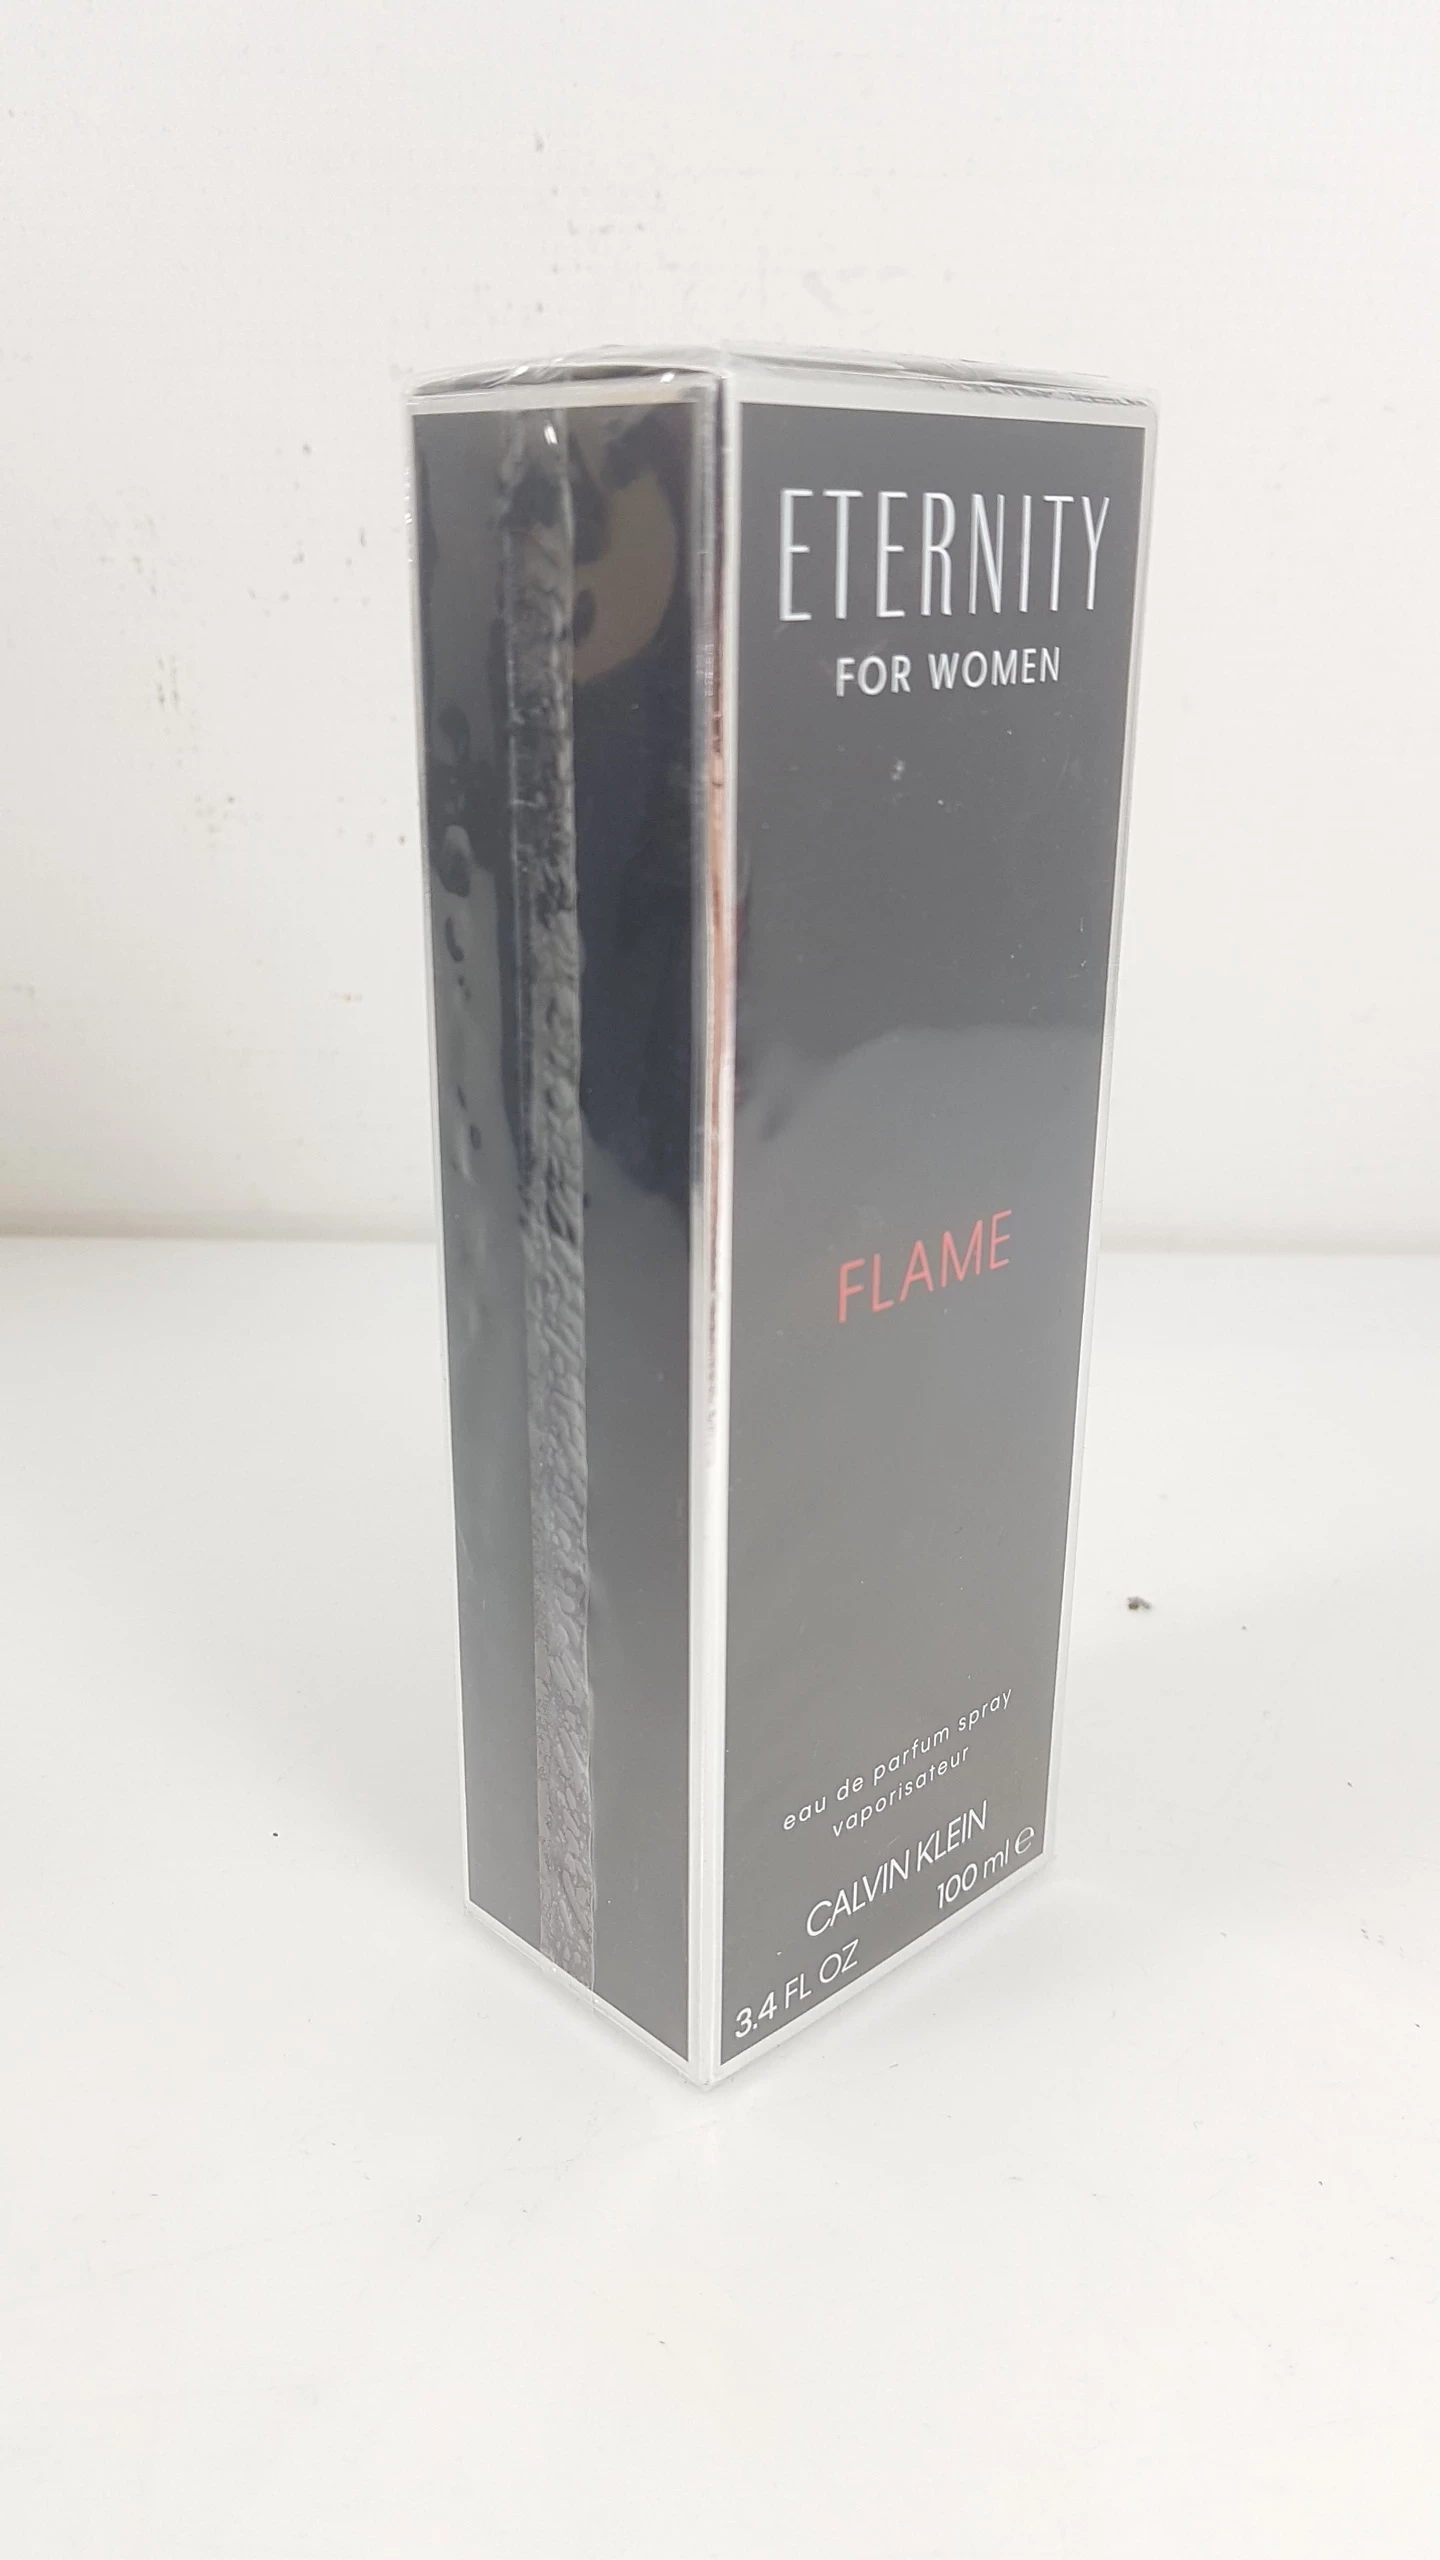 ETERNITY
FOR WOMEN
FLAME
eau de parfum spray
vaporisateur
CALVIN KLEIN
3.4 FL OZ 100 ml ℮